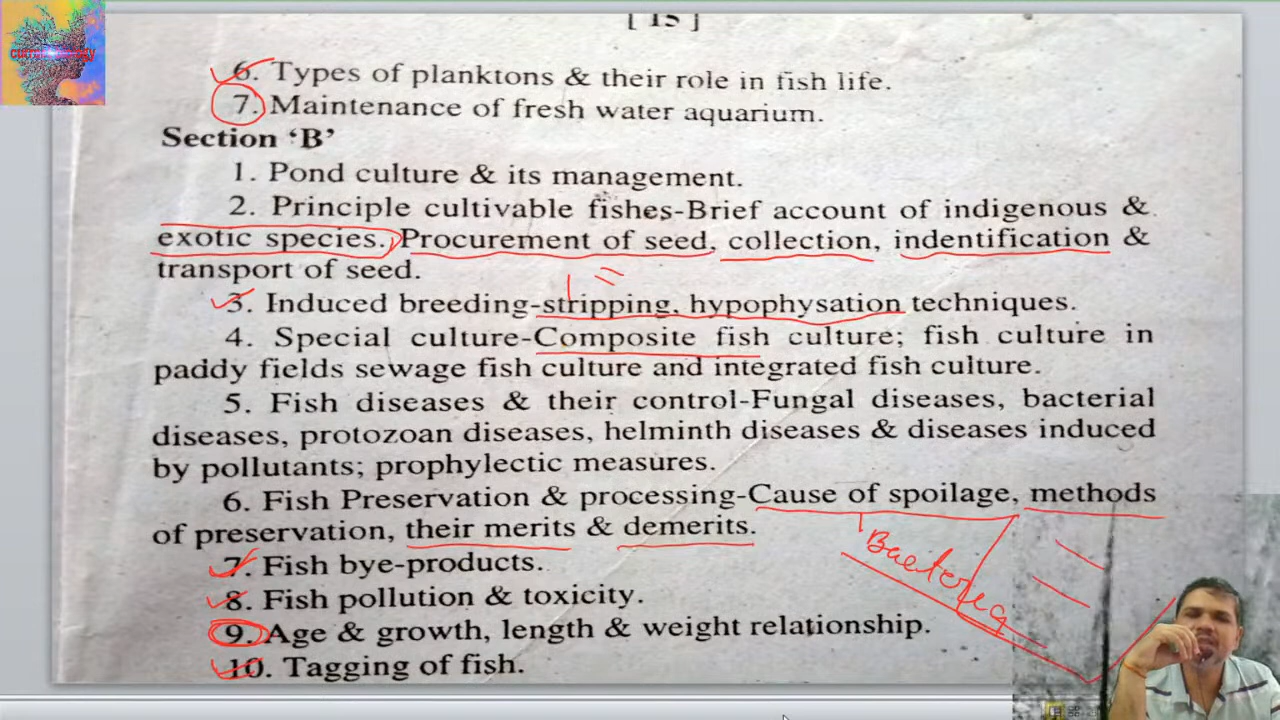 [ 15 ]
6. Types of planktons & their role in fish life.
7. Maintenance of fresh water aquarium.
Section 'B'
1. Pond culture & its management.
2. Principle cultivable fishes-Brief account of indigenous &
exotic species. Procurement of seed, collection, indentification &
transport of seed.
3. Induced breeding-stripping, hypophysation techniques.
4. Special culture-Composite fish culture; fish culture in
paddy fields sewage fish culture and integrated fish culture.
5. Fish diseases & their control-Fungal diseases, bacterial
diseases, protozoan diseases, helminth diseases & diseases induced
by pollutants; prophylectic measures.
6. Fish Preservation & processing-Cause of spoilage, methods
of preservation, their merits & demerits.
Bacteria
7. Fish bye-products.
8. Fish pollution & toxicity.
9. Age & growth, length & weight relationship.
10. Tagging of fish.